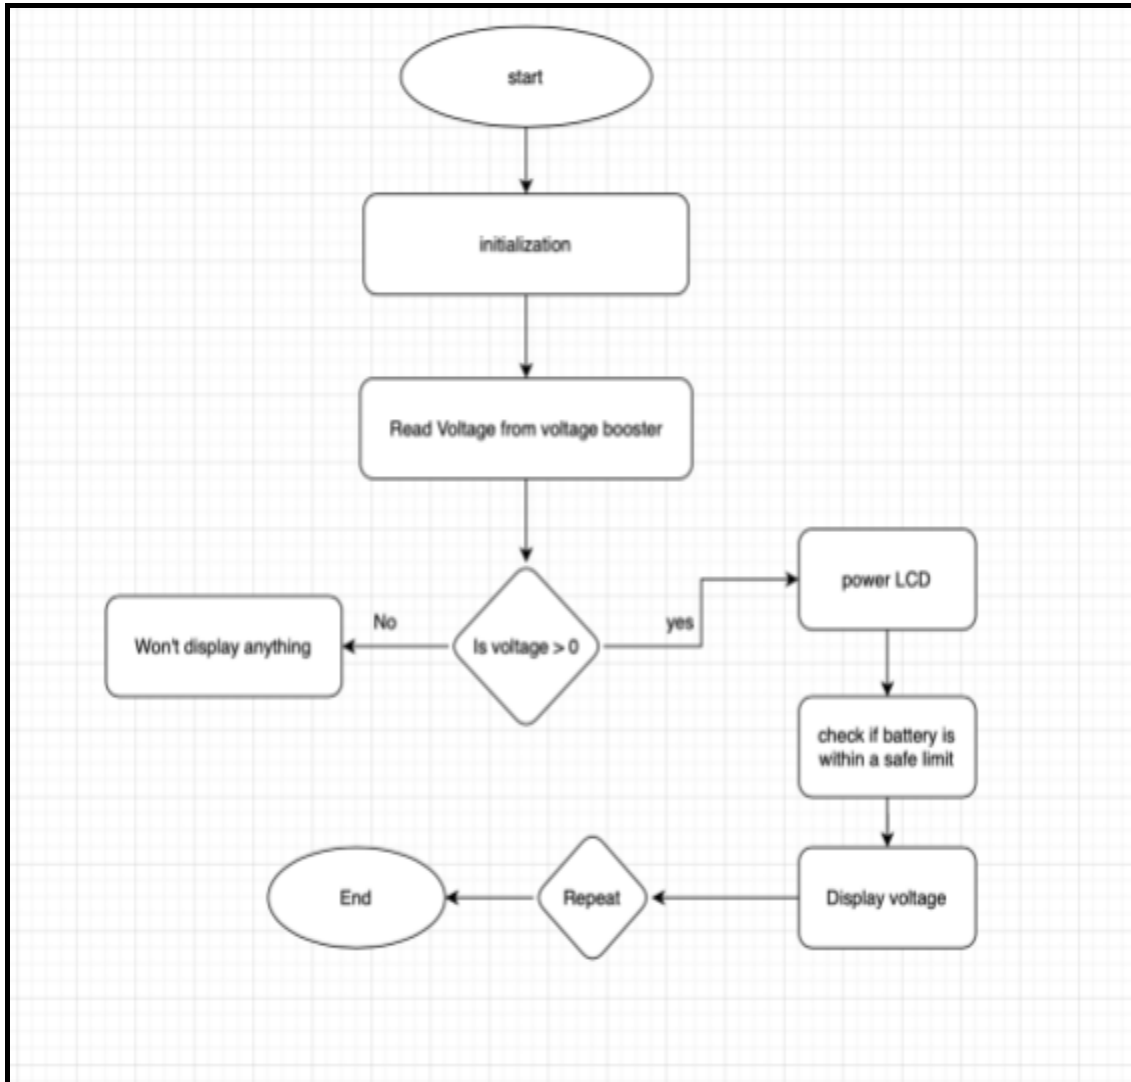 start
initialization
Read Voltage from voltage booster
Is voltage > 0
No
Won't display anything
yes
power LCD
check if battery is
within a safe limit
Display voltage
Repeat
End